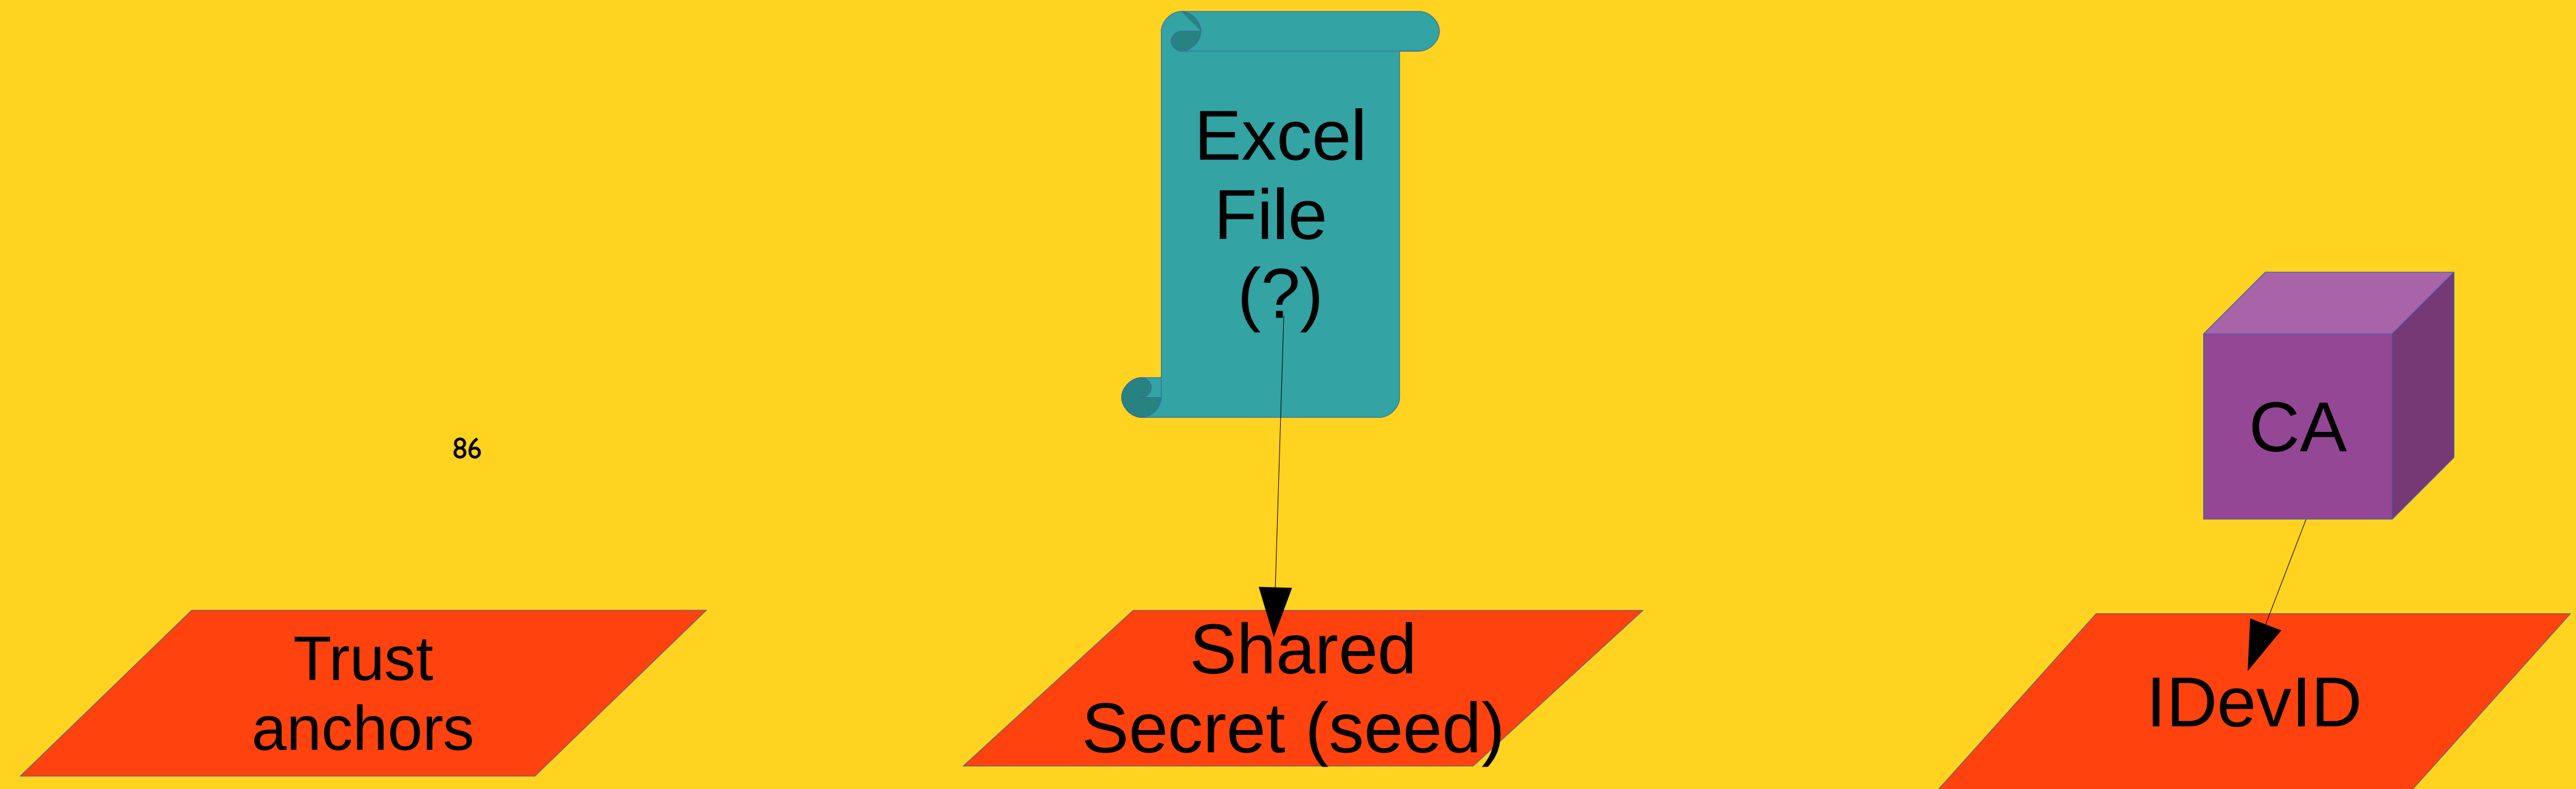 Excel
File
(?)
CA
86
Trust
anchors
Shared
Secret (seed)
IDevID